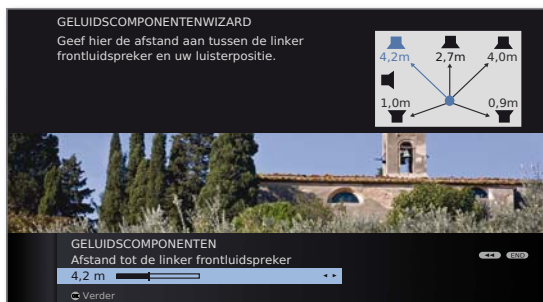 GELUIDSCOMPONENTENWIZARD
Geef hier de afstand aan tussen de linker
frontluidspreker en uw luisterpositie.
4,2m 2,7m 4,0m
1,0m 0,9m
GELUIDSCOMPONENTEN
Afstand tot de linker frontluidspreker
END
4,2 m
Verder